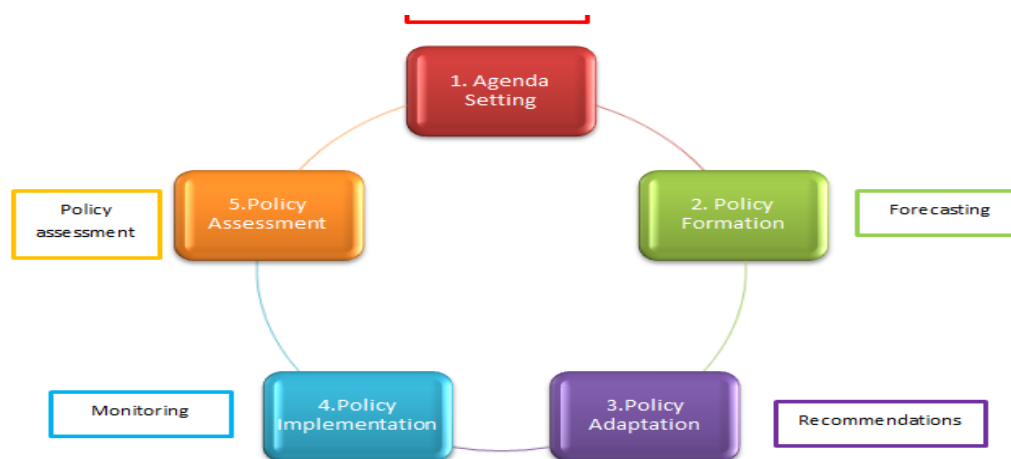 1. Agenda
Setting
5.Policy
Assessment
2. Policy
Formation
Policy
assessment
Forecasting
4.Policy
Implementation
3.Policy
Adaptation
Monitoring
Recommendations